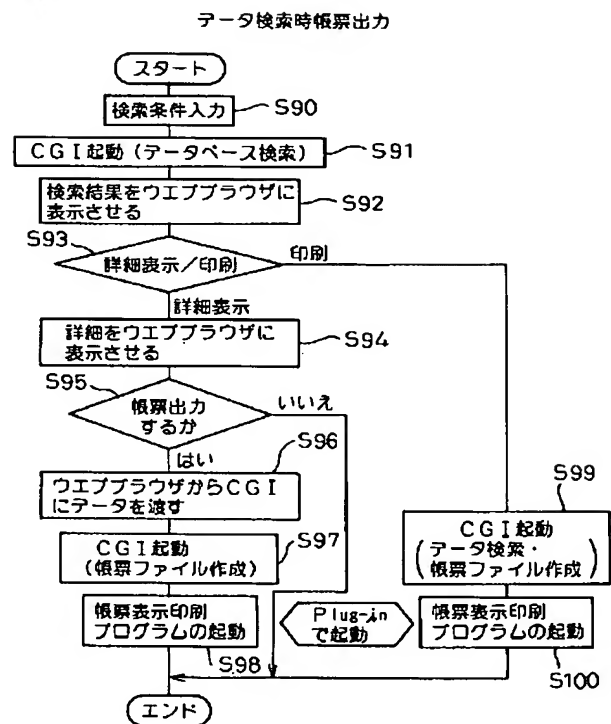 データ検索時帳票出力
スタート
検索条件入力
S90
CGI起動(データベース検索)
S91
検索結果をウエブブラウザに
表示させる
S92
S93
詳細表示/印刷
印刷
詳細表示
詳細をウエブブラウザに
表示させる
S94
S95
帳票出力
するか
いいえ
はい
S96
ウエブブラウザからCGI
にデータを渡す
CGI起動
(帳票ファイル作成)
S97
帳票表示印刷
プログラムの起動
S98
Plug-in
で起動
S99
CGI起動
(データ検索・
帳票ファイル作成)
帳票表示印刷
プログラムの起動
S100
エンド